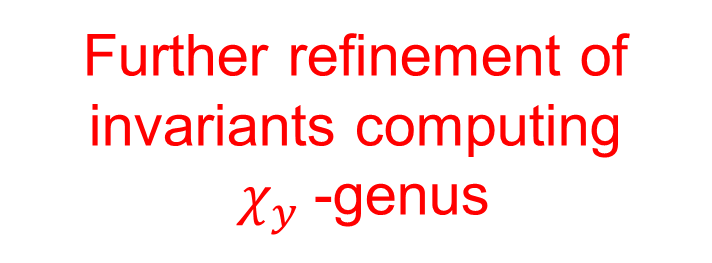 Further refinement of
invariants computing
χ_y -genus